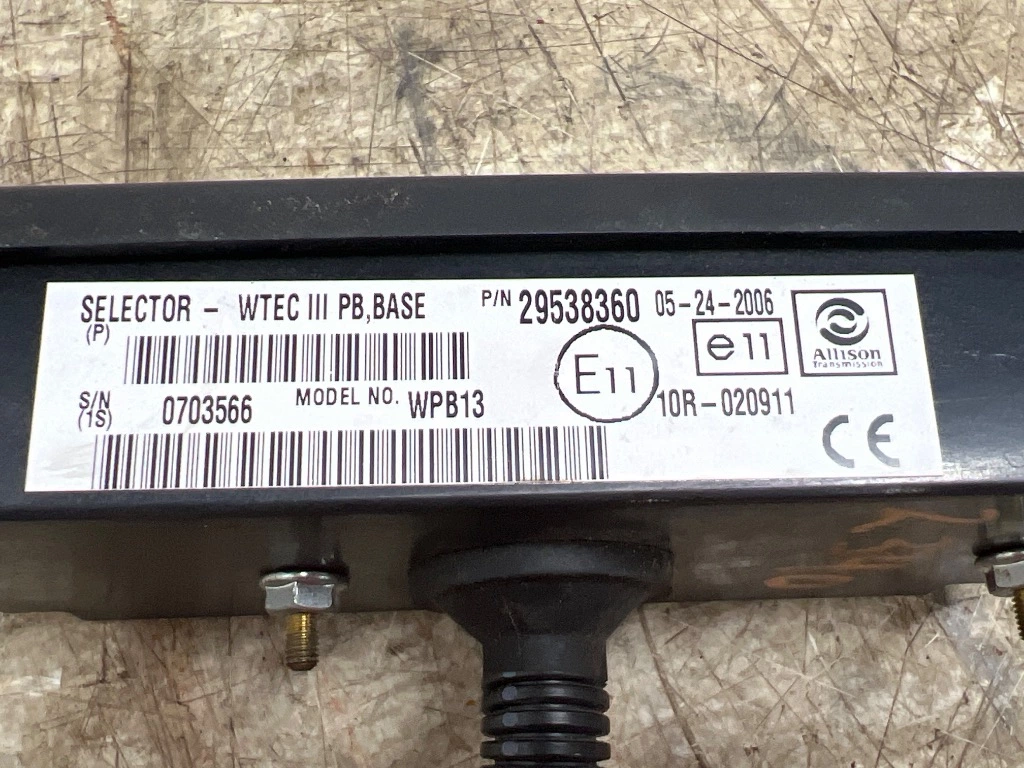 SELECTOR - WTEC III PB,BASE
P/N 29538360 05-24-2006
(P)
e11
Allison
Transmission
E11
S/N
(1S)
0703566 MODEL NO. WPB13
10R-020911
CE